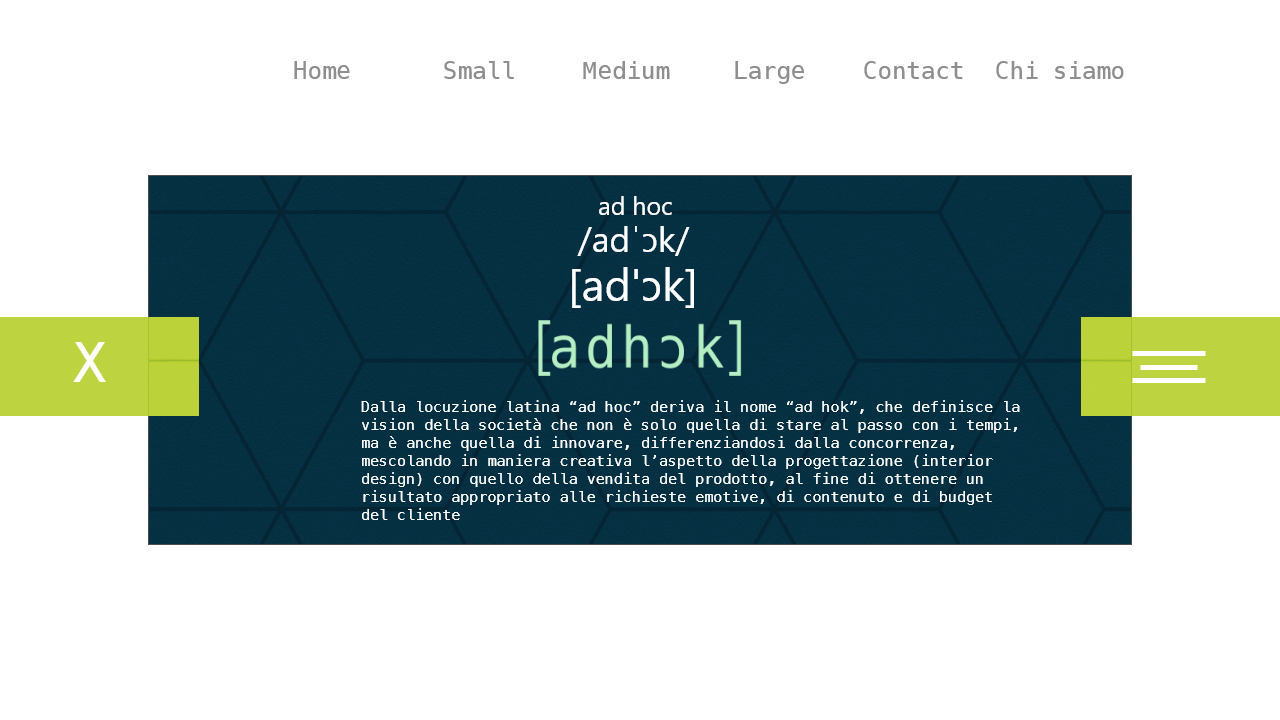 Home Small Medium Large Contact Chi siamo
ad hoc
/adˈɔk/
[ad'ɔk]
[adhɔk]
X
Dalla locuzione latina “ad hoc” deriva il nome “ad hok”, che definisce la
vision della società che non è solo quella di stare al passo con i tempi,
ma è anche quella di innovare, differenziandosi dalla concorrenza,
mescolando in maniera creativa l’aspetto della progettazione (interior
design) con quello della vendita del prodotto, al fine di ottenere un
risultato appropriato alle richieste emotive, di contenuto e di budget
del cliente